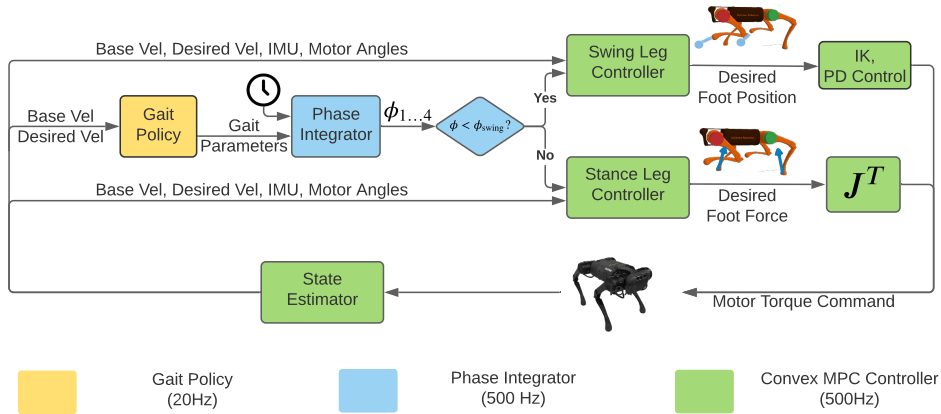 Base Vel, Desired Vel, IMU, Motor Angles
Swing Leg
Controller
Desired
Foot Position
IK,
PD Control
Base Vel
Desired Vel
Gait
Policy
Gait
Parameters
Phase
Integrator
ϕ1…4
ϕ < ϕswing?
Yes
No
Base Vel, Desired Vel, IMU, Motor Angles
Stance Leg
Controller
Desired
Foot Force
J^T
State
Estimator
Motor Torque Command
Gait Policy
(20Hz)
Phase Integrator
(500 Hz)
Convex MPC Controller
(500Hz)